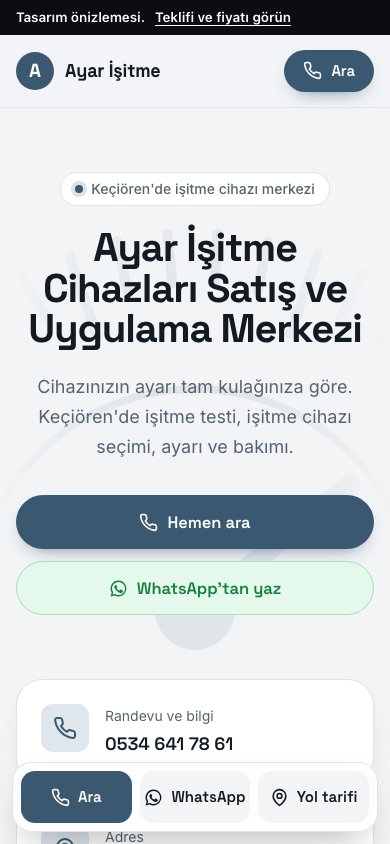 Tasarım önizlemesi. Teklifi ve fiyatı görün
A Ayar İşitme
Ara
Keçiören'de işitme cihazı merkezi
Ayar İşitme
Cihazları Satış ve
Uygulama Merkezi
Cihazınızın ayarı tam kulağınıza göre.
Keçiören'de işitme testi, işitme cihazı
seçimi, ayarı ve bakımı.
Hemen ara
WhatsApp'tan yaz
Randevu ve bilgi
0534 641 78 61
Ara
WhatsApp
Yol tarifi
Adres